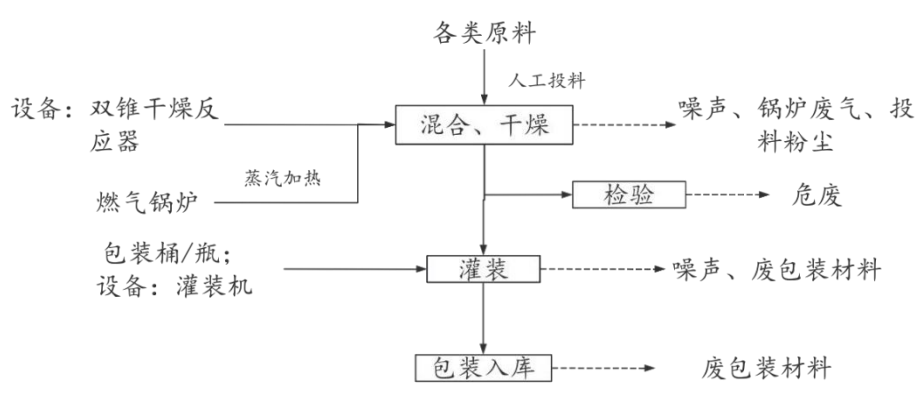 各类原料
人工投料
设备：双锥干燥反
应器
混合、干燥
噪声、锅炉废气、投
料粉尘
蒸汽加热
燃气锅炉
检验
危废
包装桶/瓶；
设备：灌装机
灌装
噪声、废包装材料
包装入库
废包装材料